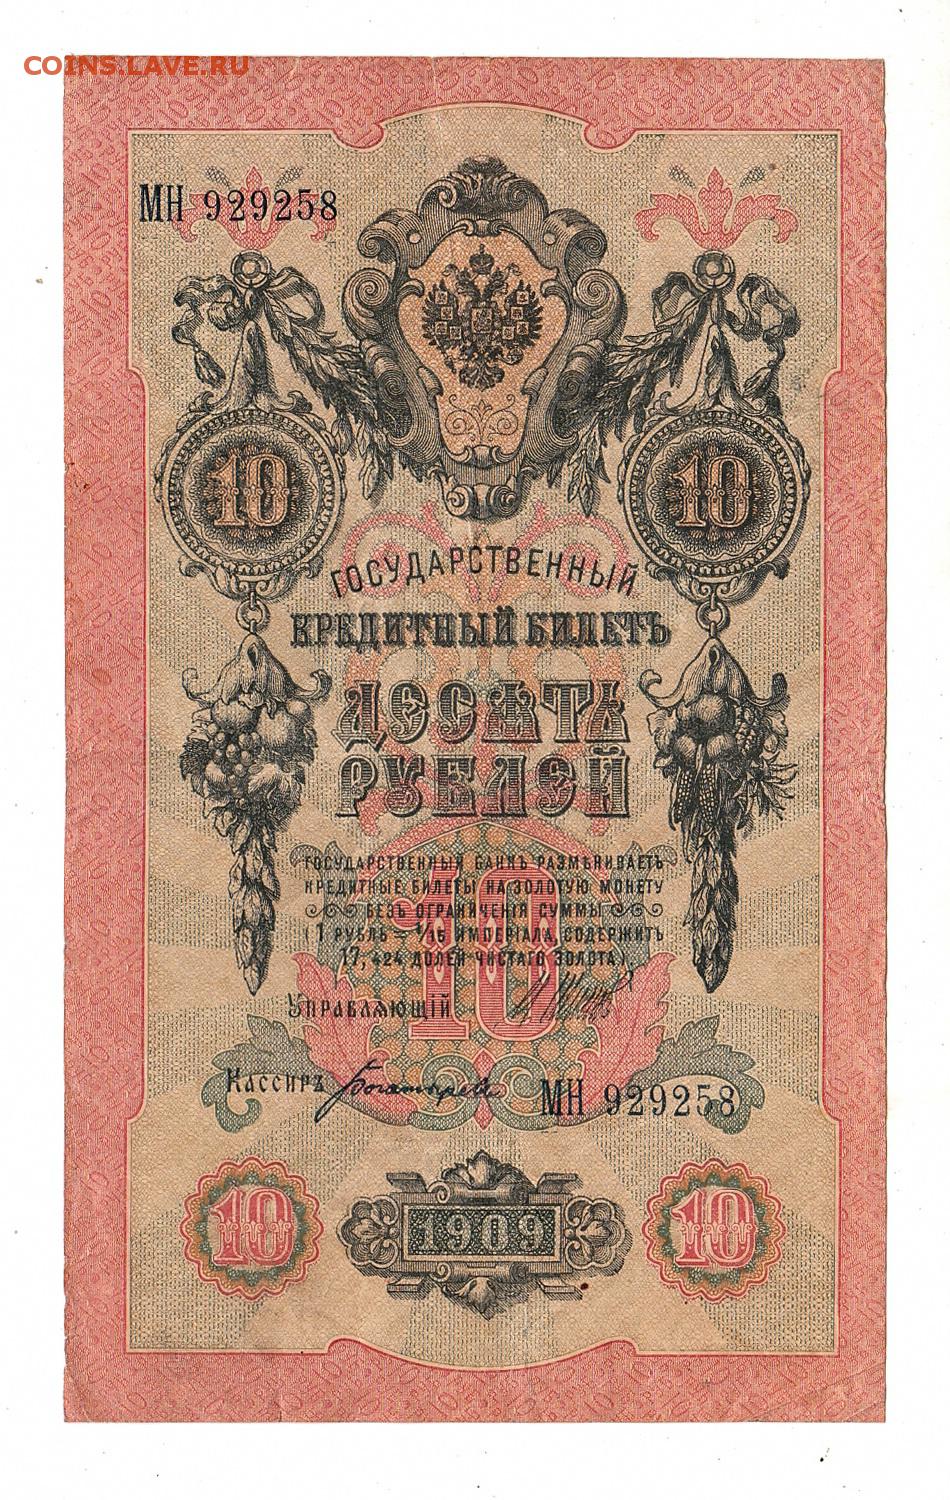 COINS.LAVE.RU
МН 929258
10 10
ГОСУДАРСТВЕННЫЙ
КРЕДИТНЫЙ БИЛЕТЪ
ДЕСѦТЬ
РУБЛЕЙ
ГОСУДАРСТВЕННЫЙ БАНКЪ РАЗМѢНИВАЕТЪ
КРЕДИТНЫЕ БИЛЕТЫ НА ЗОЛОТУЮ МОНЕТУ
БЕЗЪ ОГРАНИЧЕНІЯ СУММЫ
(1 РУБЛЬ = 1/15 ИМПЕРІАЛА, СОДЕРЖИТЪ
17,424 ДОЛЕЙ ЧИСТАГО ЗОЛОТА).
10
УПРАВЛѦЮЩІЙ
КАССИРЪ
МН 929258
10 1909 10